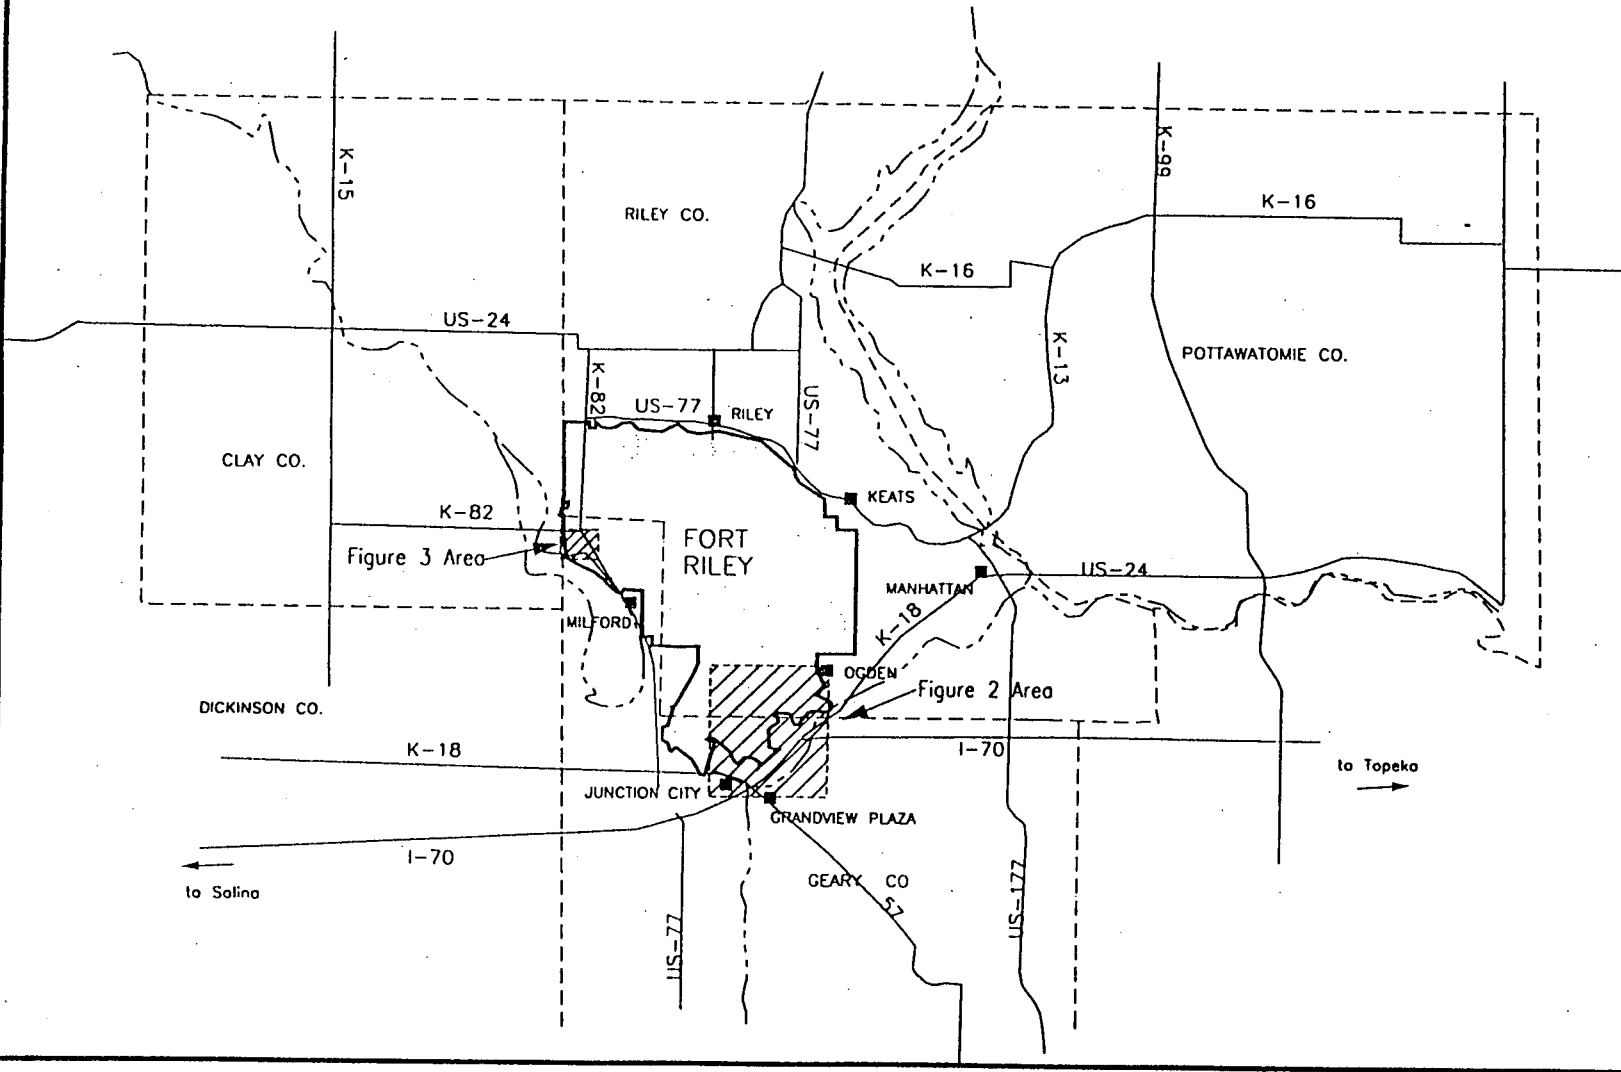 K-15
RILEY CO.
K-99
K-16
K-16
US-24
K-13
POTTAWATOMIE CO.
K-82
US-77
RILEY
US-77
CLAY CO.
KEATS
K-82
FORT
RILEY
Figure 3 Area
US-24
MANHATTAN
K-18
MILFORD
OGDEN
Figure 2 Area
DICKINSON CO.
K-18
I-70
to Topeka
JUNCTION CITY
GRANDVIEW PLAZA
I-70
to Salina
GEARY CO
57
US-177
US-77